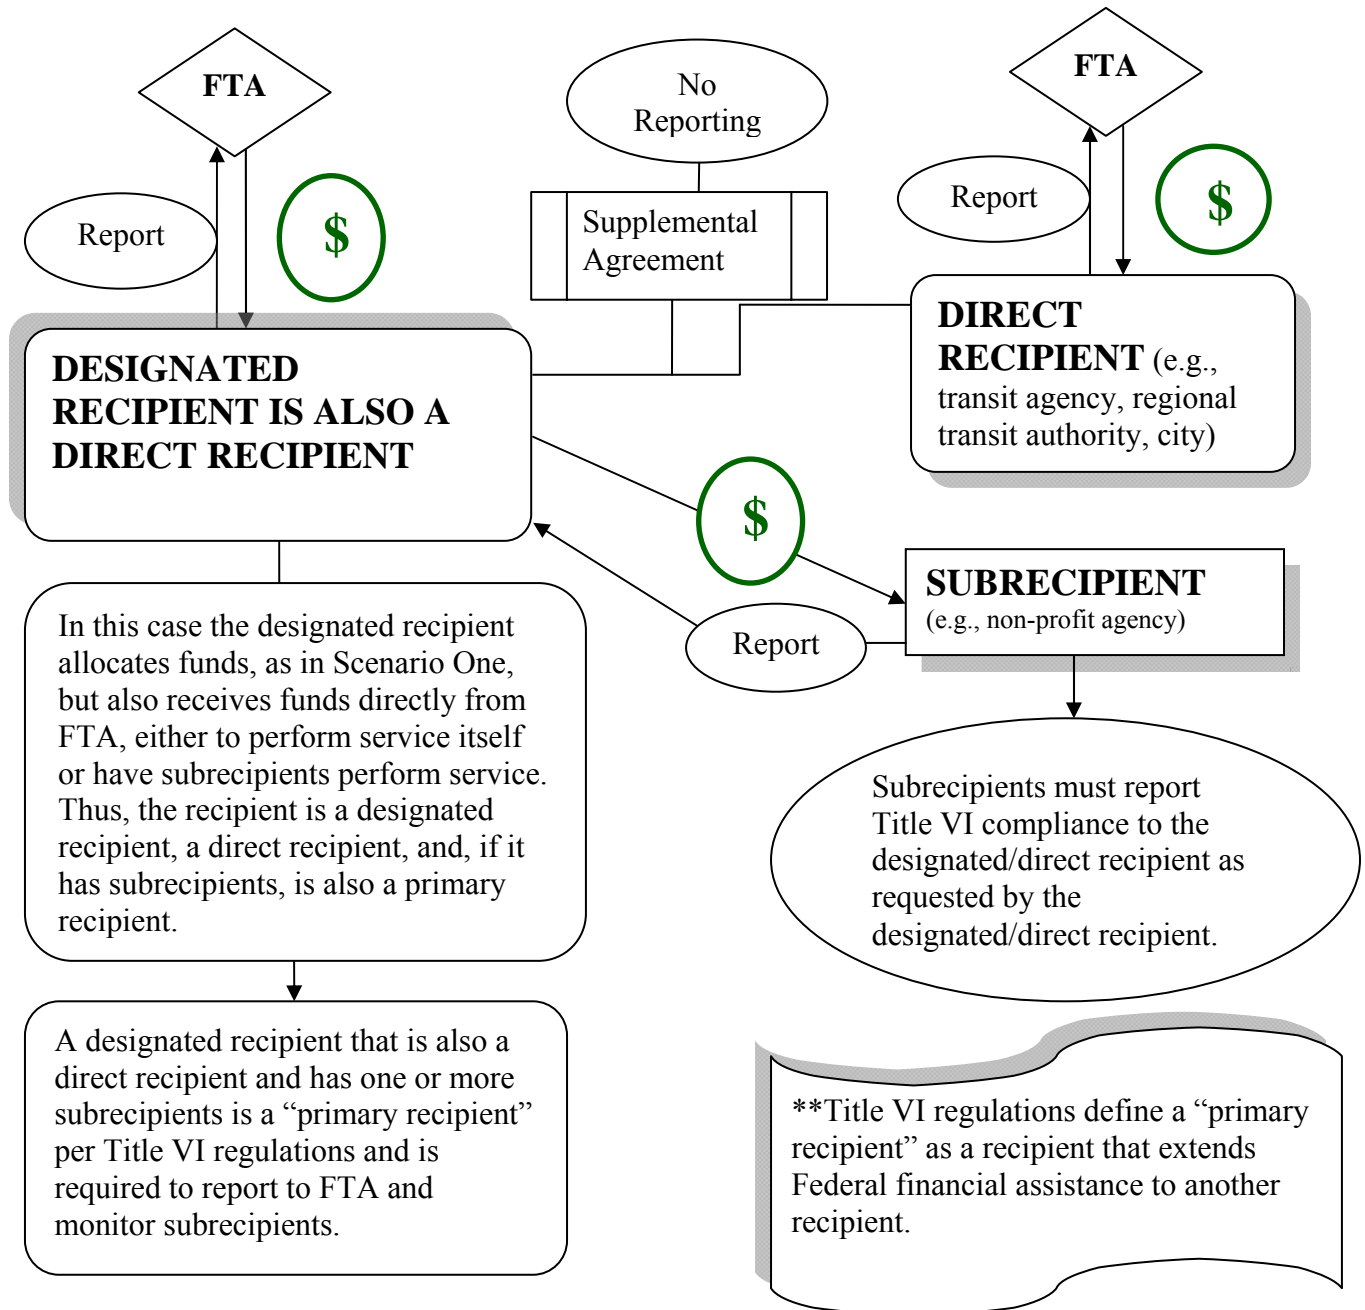 FTA
No
Reporting
FTA
Report
$
Supplemental
Agreement
Report
$
DESIGNATED
RECIPIENT IS ALSO A
DIRECT RECIPIENT
DIRECT
RECIPIENT (e.g.,
transit agency, regional
transit authority, city)
$
SUBRECIPIENT
(e.g., non-profit agency)
Report
In this case the designated recipient
allocates funds, as in Scenario One,
but also receives funds directly from
FTA, either to perform service itself
or have subrecipients perform service.
Thus, the recipient is a designated
recipient, a direct recipient, and, if it
has subrecipients, is also a primary
recipient.
Subrecipients must report
Title VI compliance to the
designated/direct recipient as
requested by the
designated/direct recipient.
A designated recipient that is also a
direct recipient and has one or more
subrecipients is a “primary recipient”
per Title VI regulations and is
required to report to FTA and
monitor subrecipients.
**Title VI regulations define a “primary
recipient” as a recipient that extends
Federal financial assistance to another
recipient.